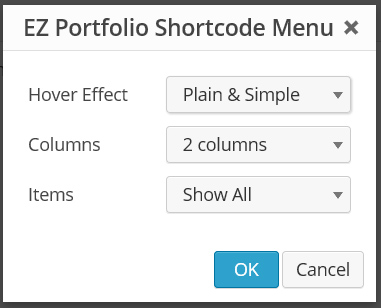 EZ Portfolio Shortcode Menu
Hover Effect Plain & Simple
Columns 2 columns
Items Show All
OK Cancel